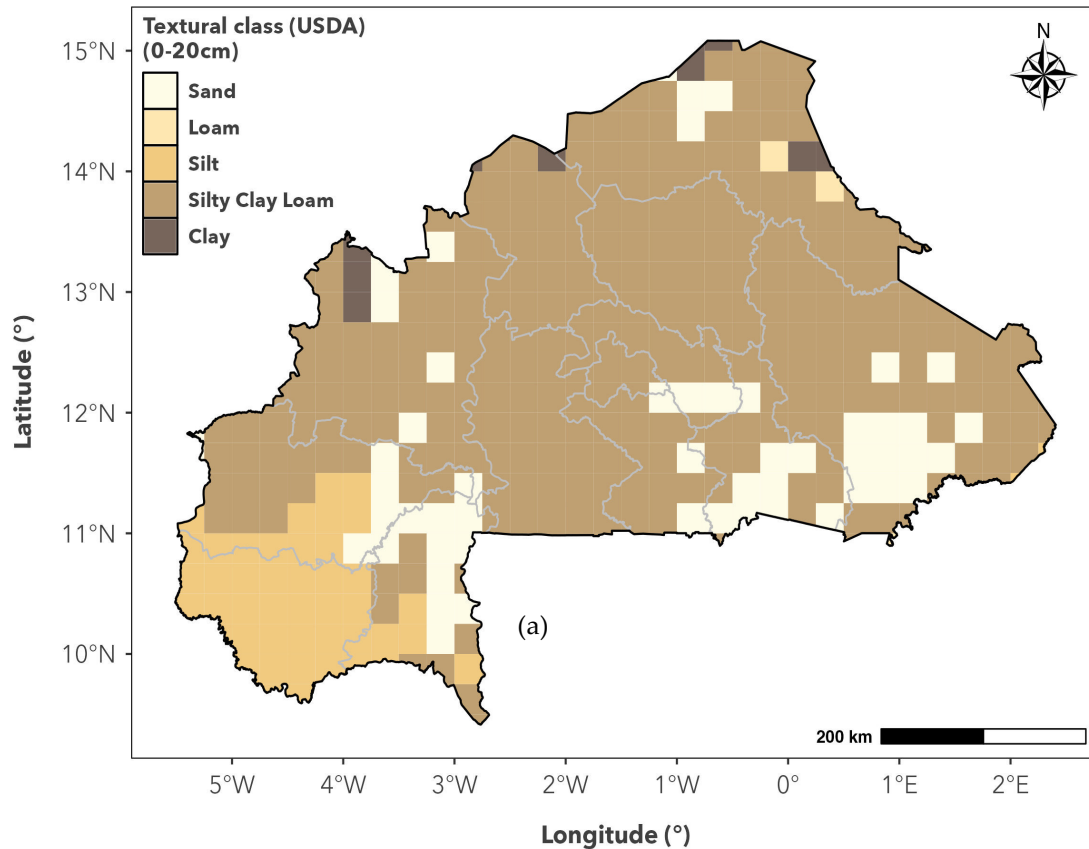 Textural class (USDA)
(0-20cm)
Sand
Loam
Silt
Silty Clay Loam
Clay
N
15°N
14°N
13°N
12°N
11°N
10°N
Latitude (°)
(a)
200 km
5°W 4°W 3°W 2°W 1°W 0° 1°E 2°E
Longitude (°)